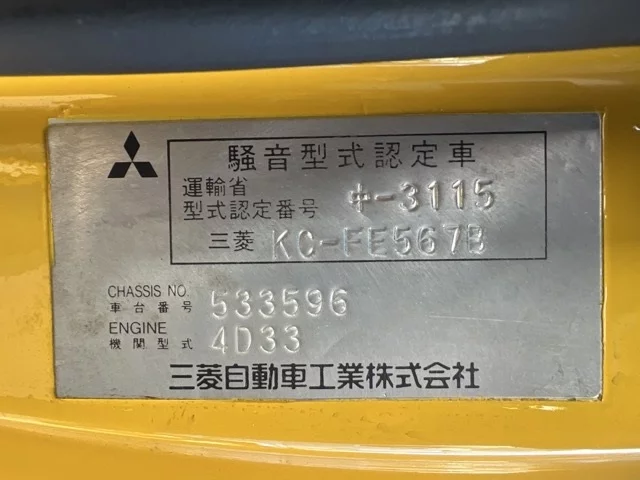 騒音型式認定車
運輸省
型式認定番号 中-3115
三菱 KC-FE567B
CHASSIS NO
車台番号 533596
ENGINE
機関型式 4D33
三菱自動車工業株式会社